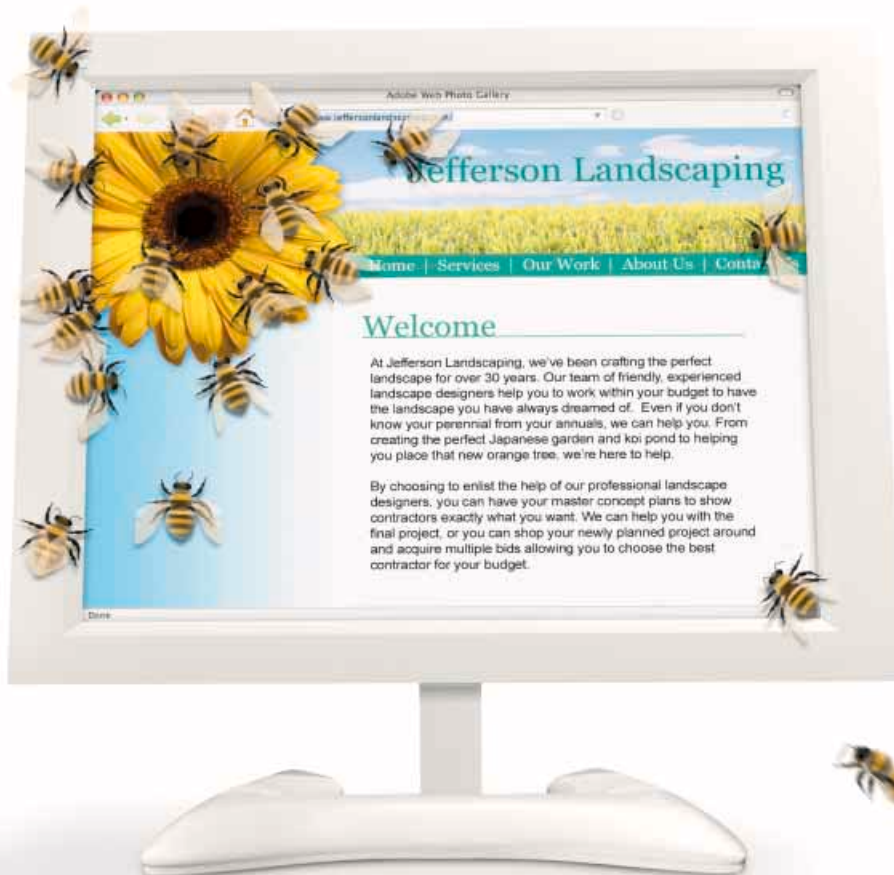 Adobe Web Photo Gallery
Jefferson Landscaping
Home | Services | Our Work | About Us |
Welcome
At Jefferson Landscaping, we've been crafting the perfect
landscape for over 30 years. Our team of friendly, experienced
landscape designers help you to work within your budget to have
the landscape you have always dreamed of. Even if you don't
know your perennial from your annuals, we can help you. From
creating the perfect Japanese garden and koi pond to helping
you place that new orange tree, we're here to help.
By choosing to enlist the help of our professional landscape
designers, you can have your master concept plans to show
contractors exactly what you want. We can help you with the
final project, or you can shop your newly planned project around
and acquire multiple bids allowing you to choose the best
contractor for your budget.
Done